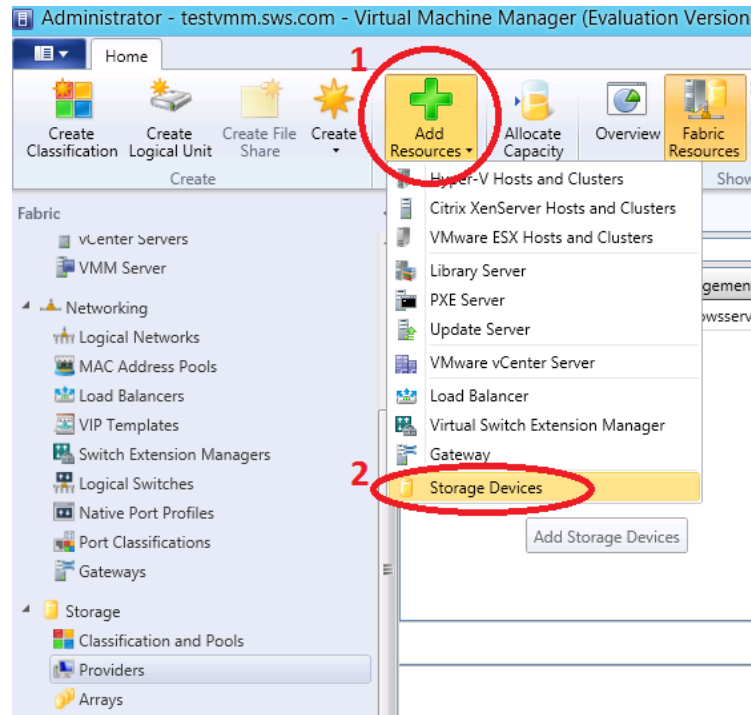 Administrator - testvmm.sws.com - Virtual Machine Manager (Evaluation Version
Home
1
Create Classification
Create Logical Unit
Create File Share
Create
Add Resources
Allocate Capacity
Overview
Fabric Resources
Create
Show
Fabric
vCenter Servers
VMM Server
Networking
Logical Networks
MAC Address Pools
Load Balancers
VIP Templates
Switch Extension Managers
Logical Switches
Native Port Profiles
Port Classifications
Gateways
Storage
Classification and Pools
Providers
Arrays
Hyper-V Hosts and Clusters
Citrix XenServer Hosts and Clusters
VMware ESX Hosts and Clusters
Library Server
PXE Server
Update Server
VMware vCenter Server
Load Balancer
Virtual Switch Extension Manager
Gateway
2
Storage Devices
Add Storage Devices